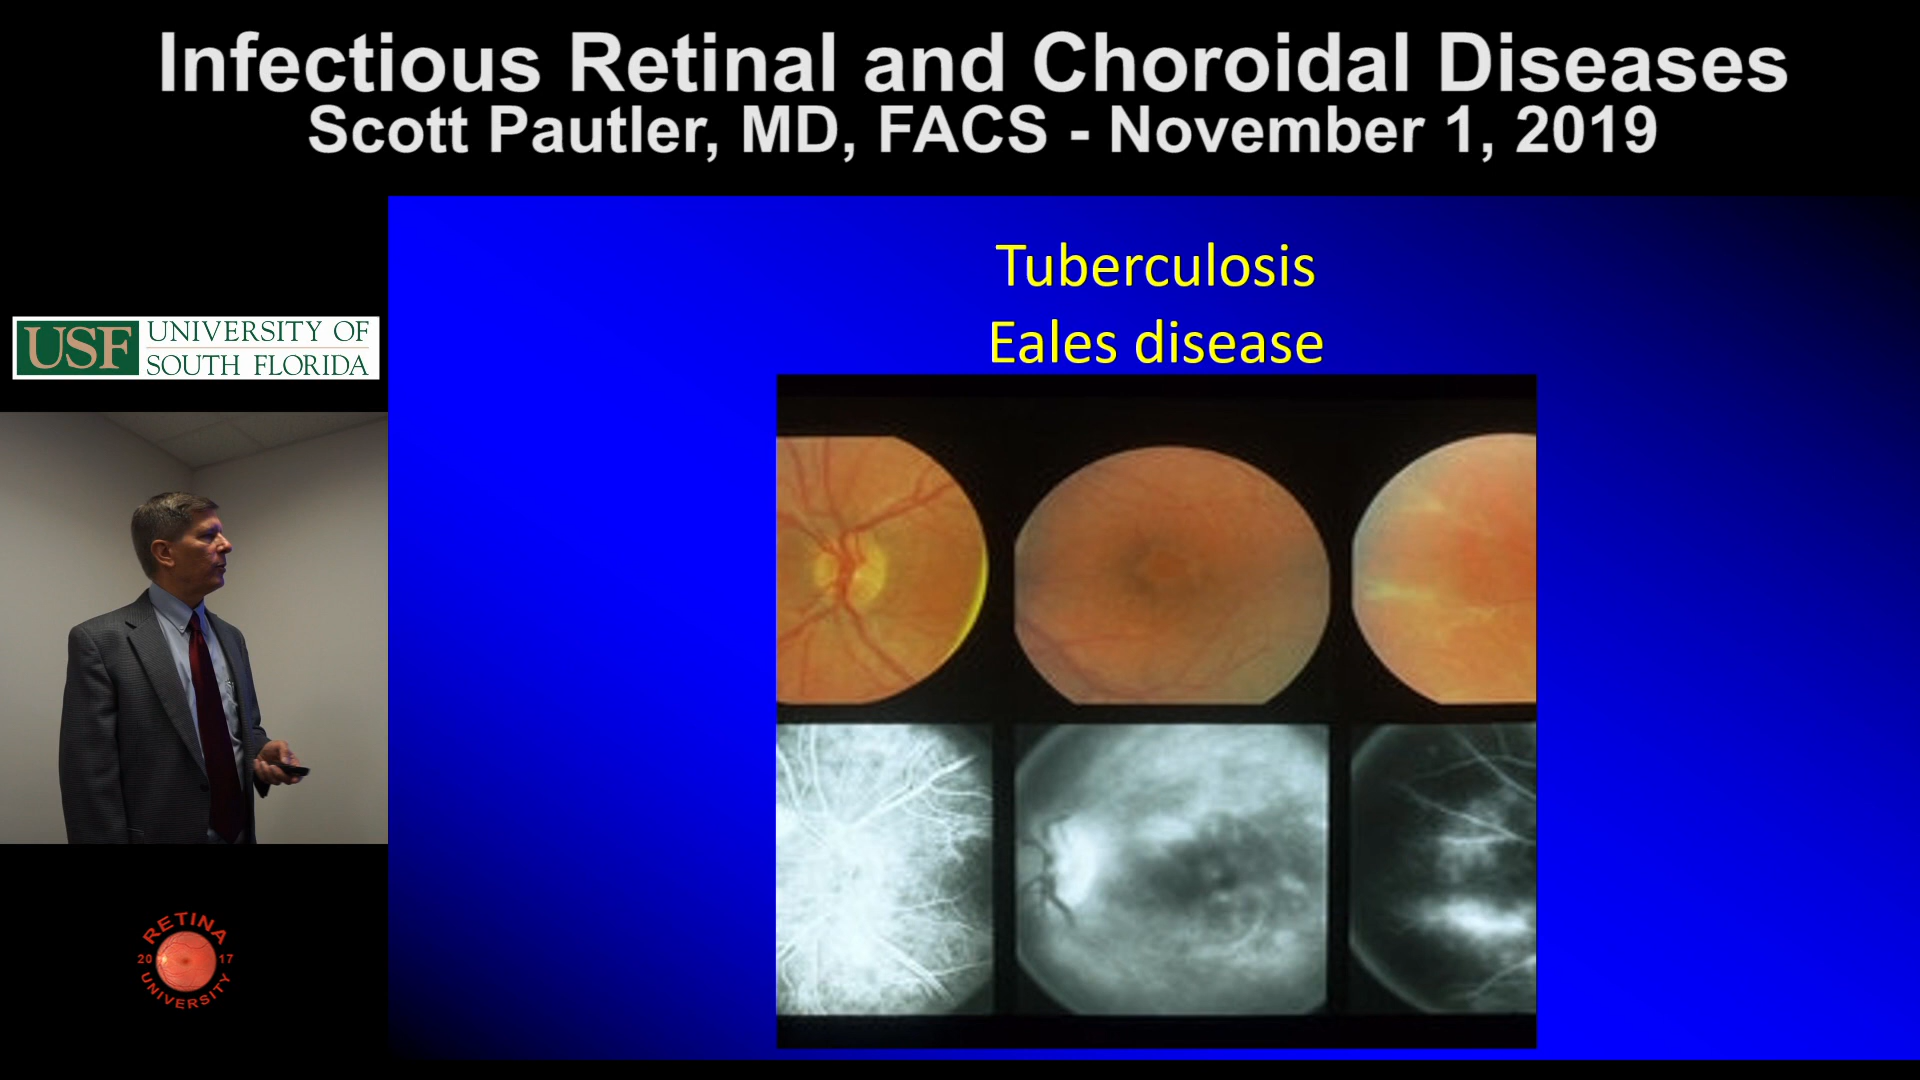 Infectious Retinal and Choroidal Diseases
Scott Pautler, MD, FACS - November 1, 2019
Tuberculosis
Eales disease
USF UNIVERSITY OF
SOUTH FLORIDA
RETINA
20 17
UNIVERSITY